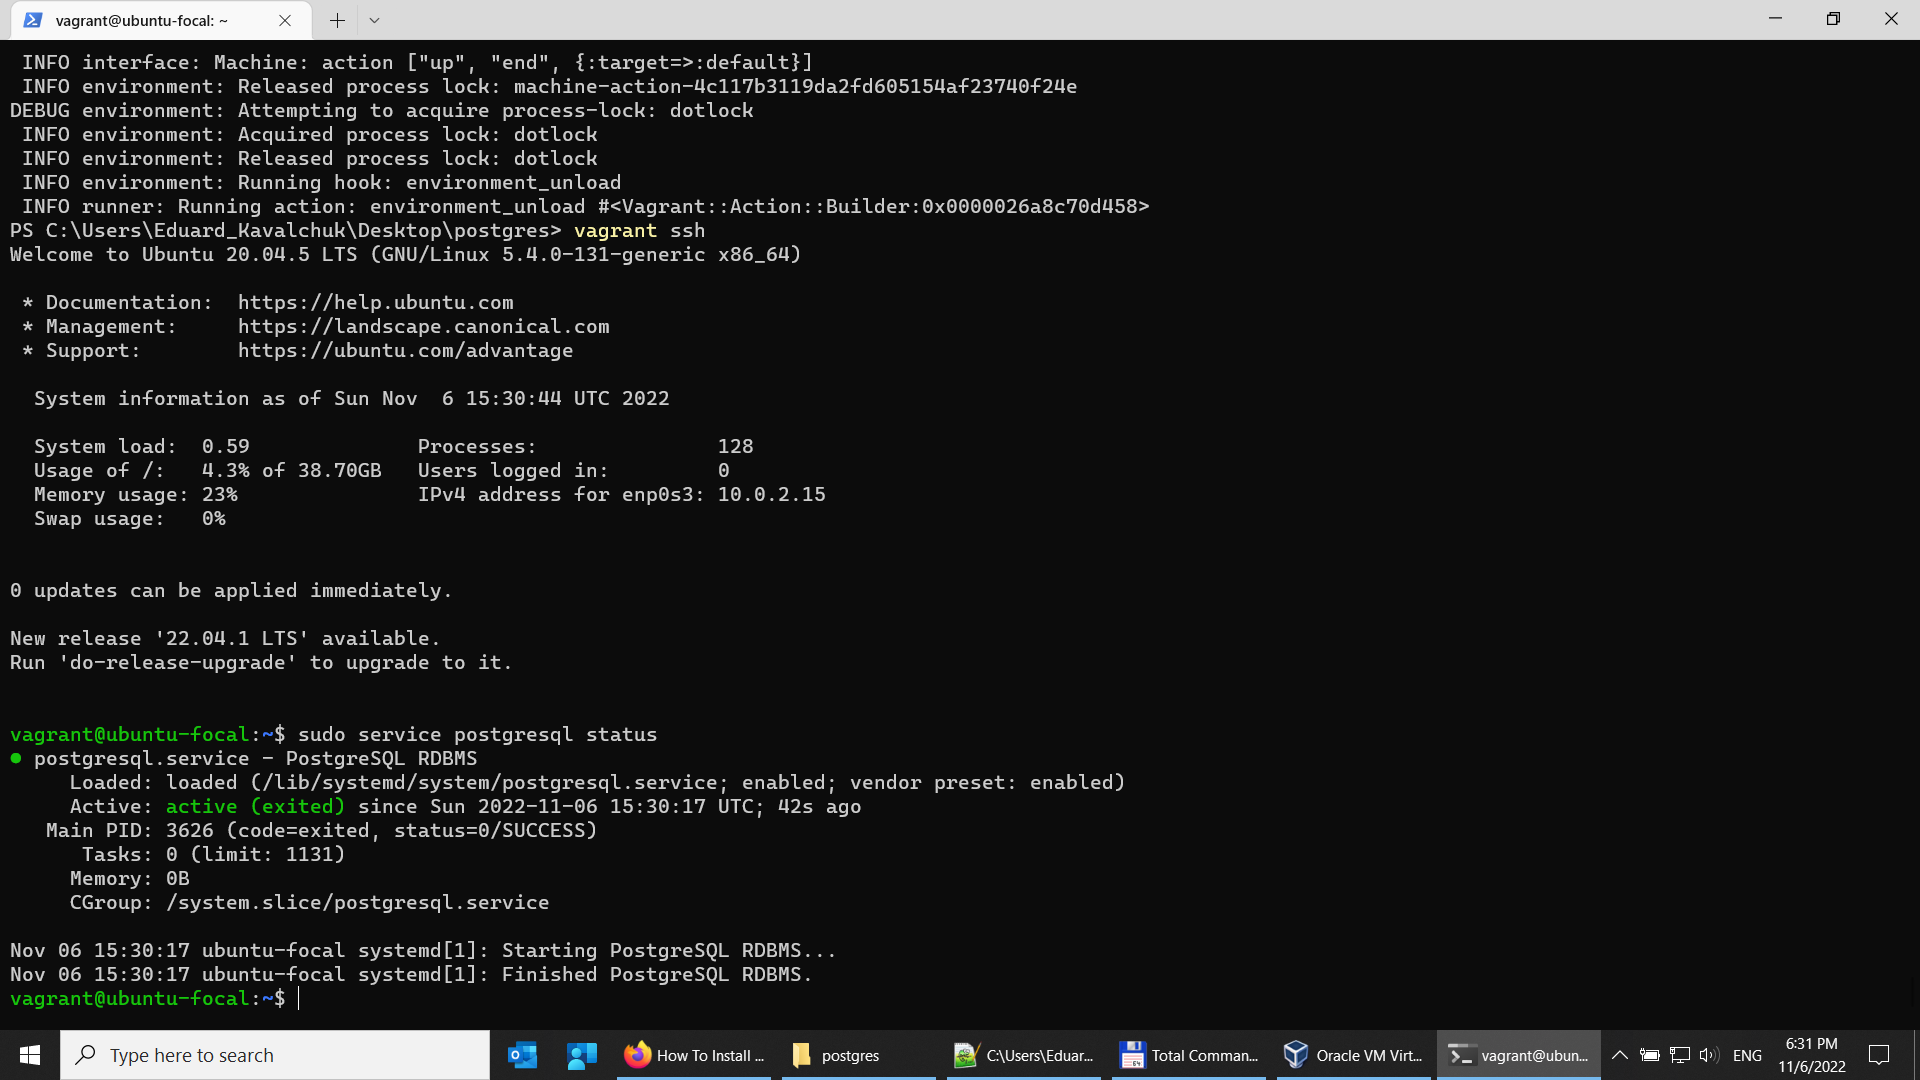 vagrant@ubuntu-focal: ~
INFO interface: Machine: action ["up", "end", {:target=>:default}]
INFO environment: Released process lock: machine-action-4c117b3119da2fd605154af23740f24e
DEBUG environment: Attempting to acquire process-lock: dotlock
INFO environment: Acquired process lock: dotlock
INFO environment: Released process lock: dotlock
INFO environment: Running hook: environment_unload
INFO runner: Running action: environment_unload #<Vagrant::Action::Builder:0x0000026a8c70d458>
PS C:\Users\Eduard_Kavalchuk\Desktop\postgres> vagrant ssh
Welcome to Ubuntu 20.04.5 LTS (GNU/Linux 5.4.0-131-generic x86_64)
* Documentation:  https://help.ubuntu.com
* Management:     https://landscape.canonical.com
* Support:        https://ubuntu.com/advantage
System information as of Sun Nov  6 15:30:44 UTC 2022
System load:  0.59              Processes:               128
Usage of /:   4.3% of 38.70GB   Users logged in:         0
Memory usage: 23%               IPv4 address for enp0s3: 10.0.2.15
Swap usage:   0%
0 updates can be applied immediately.
New release '22.04.1 LTS' available.
Run 'do-release-upgrade' to upgrade to it.
vagrant@ubuntu-focal:~$ sudo service postgresql status
● postgresql.service - PostgreSQL RDBMS
Loaded: loaded (/lib/systemd/system/postgresql.service; enabled; vendor preset: enabled)
Active: active (exited) since Sun 2022-11-06 15:30:17 UTC; 42s ago
Main PID: 3626 (code=exited, status=0/SUCCESS)
Tasks: 0 (limit: 1131)
Memory: 0B
CGroup: /system.slice/postgresql.service
Nov 06 15:30:17 ubuntu-focal systemd[1]: Starting PostgreSQL RDBMS...
Nov 06 15:30:17 ubuntu-focal systemd[1]: Finished PostgreSQL RDBMS.
vagrant@ubuntu-focal:~$
Type here to search
How To Install ...
postgres
C:\Users\Eduar...
Total Comman...
Oracle VM Virt...
vagrant@ubun...
ENG
6:31 PM
11/6/2022